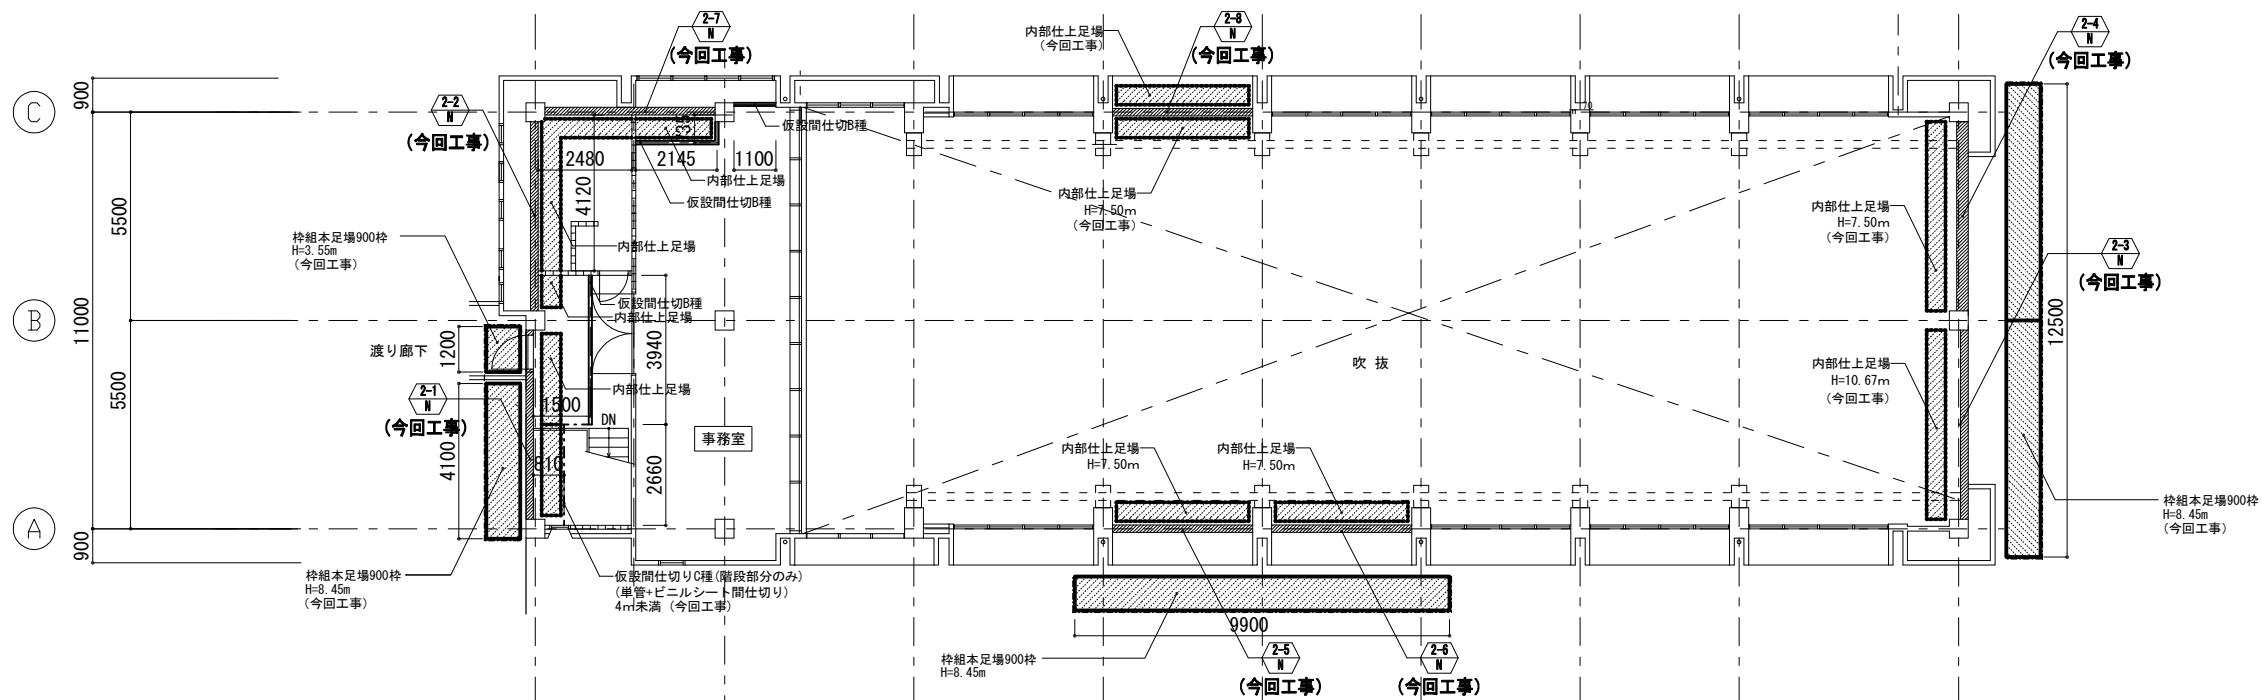 2-7
N
(今回工事)
内部仕上足場
(今回工事)
2-8
N
(今回工事)
2-4
N
(今回工事)
900
C
2-2
N
(今回工事)
835
仮設間仕切B種
70
2480
2145
1100
内部仕上足場
4120
仮設間仕切B種
内部仕上足場
H=7.50m
(今回工事)
内部仕上足場
H=7.50m
(今回工事)
5500
枠組本足場900枠
H=3.55m
(今回工事)
内部仕上足場
2-3
N
(今回工事)
仮設間仕切B種
内部仕上足場
B
11000
12500
渡り廊下
1200
3940
吹 抜
内部仕上足場
H=10.67m
(今回工事)
5500
2-1
N
(今回工事)
内部仕上足場
1500
DN
事務室
4100
810
2660
内部仕上足場
H=7.50m
内部仕上足場
H=7.50m
枠組本足場900枠
H=8.45m
(今回工事)
A
900
枠組本足場900枠
H=8.45m
(今回工事)
仮設間仕切りC種(階段部分のみ)
(単管+ビニルシート間仕切り)
4m未満 (今回工事)
9900
枠組本足場900枠
H=8.45m
2-5
N
(今回工事)
2-6
N
(今回工事)